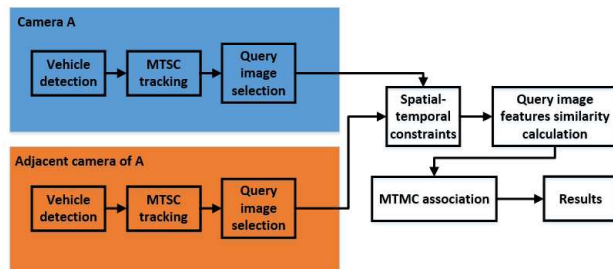 Camera A
Vehicle
detection
MTSC
tracking
Query
image
selection
Spatial-
temporal
constraints
Query image
features similarity
calculation
Adjacent camera of A
Vehicle
detection
MTSC
tracking
Query
image
selection
MTMC association
Results